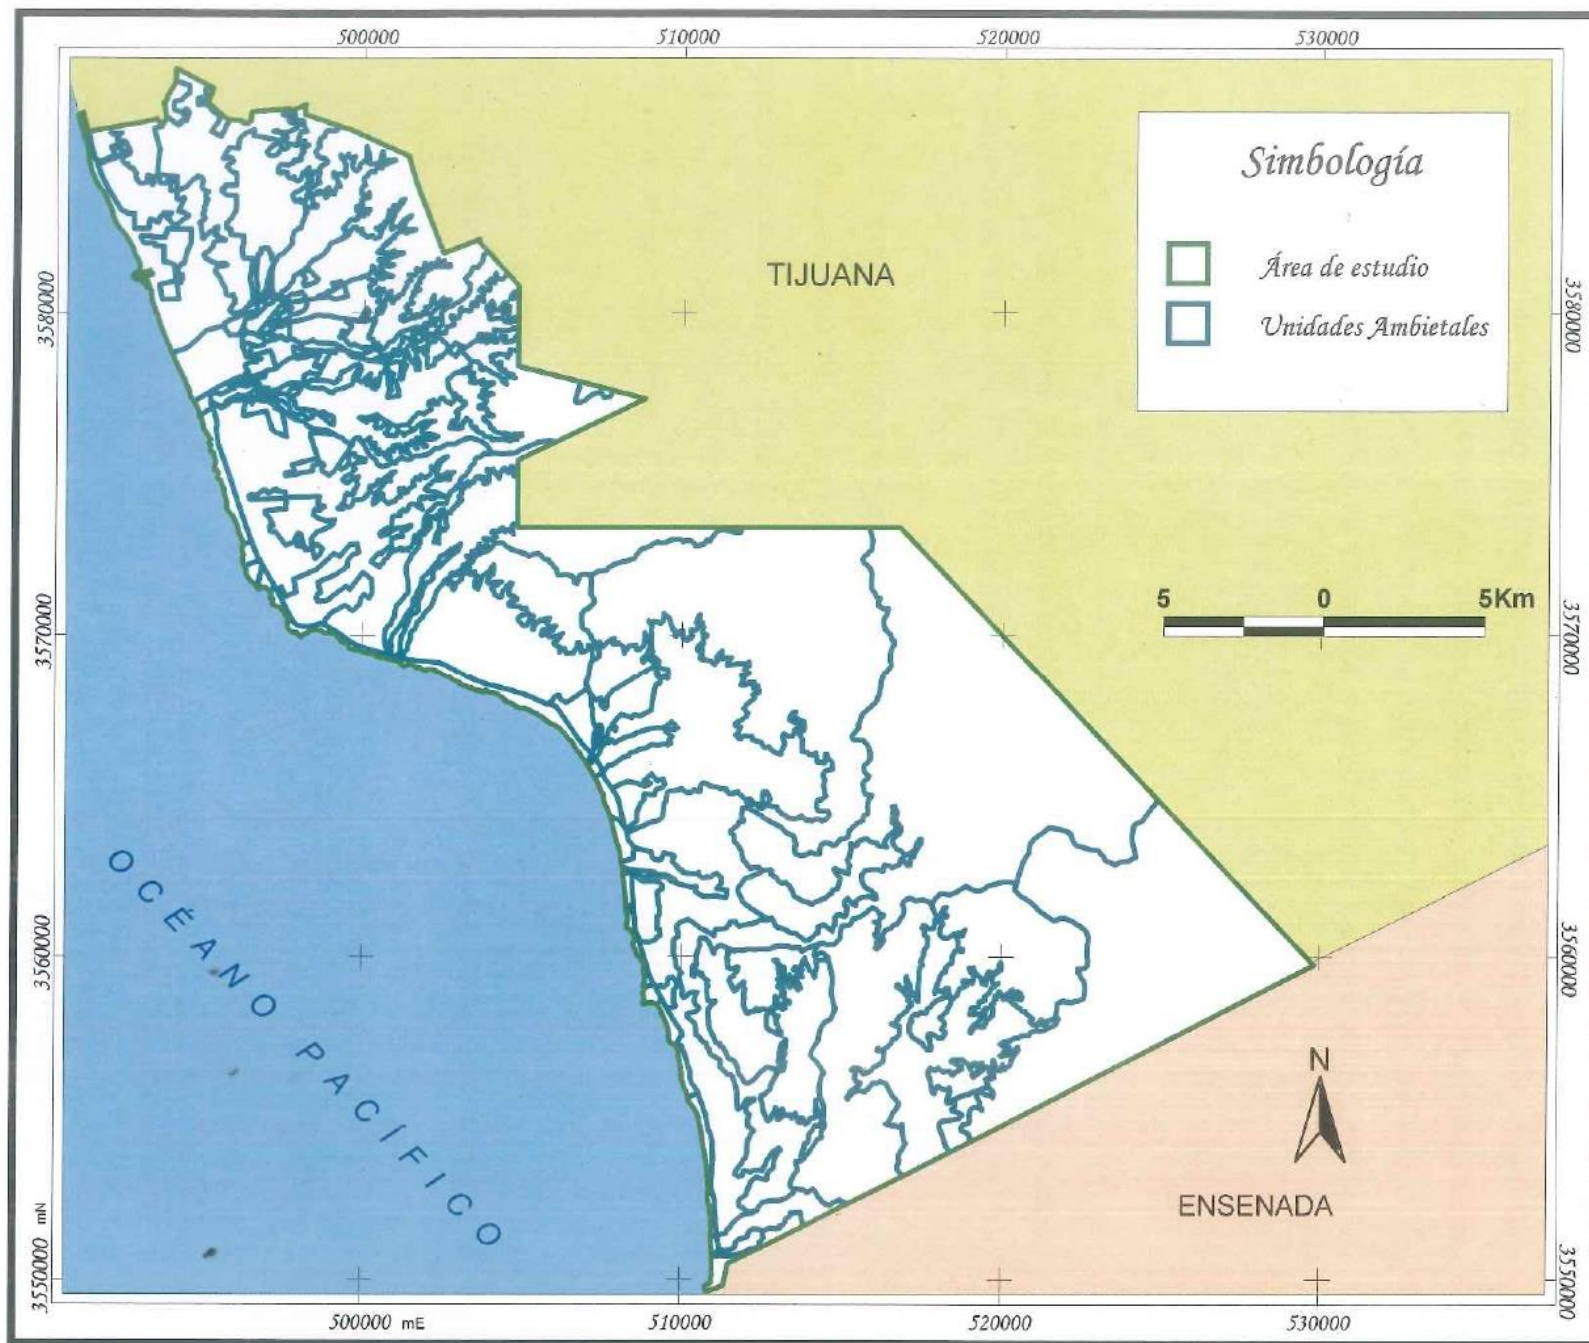 500000 510000 520000 530000
Simbología
Área de estudio
Unidades Ambietales
TIJUANA
3580000 3580000
5 0 5Km
3570000 3570000
OCÉANO PACÍFICO
3560000 3560000
N
ENSENADA
3550000 mN 3550000
500000 mE 510000 520000 530000